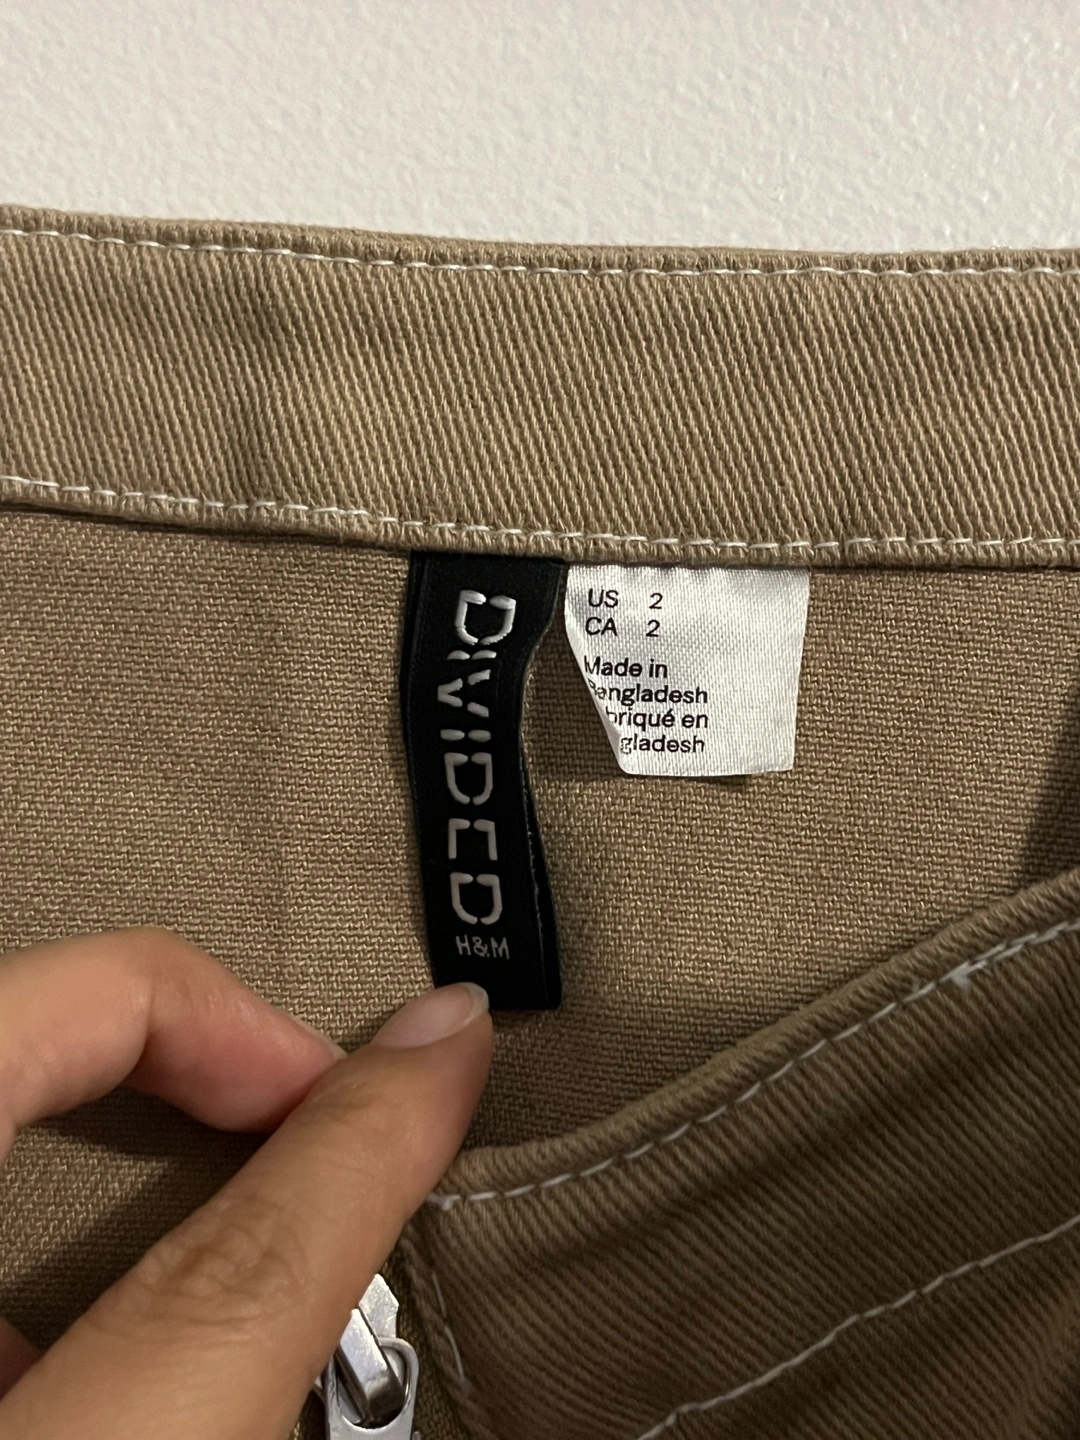 DIVIDED
H&M
US 2
CA 2
Made in
Bangladesh
briqué en
gladesh